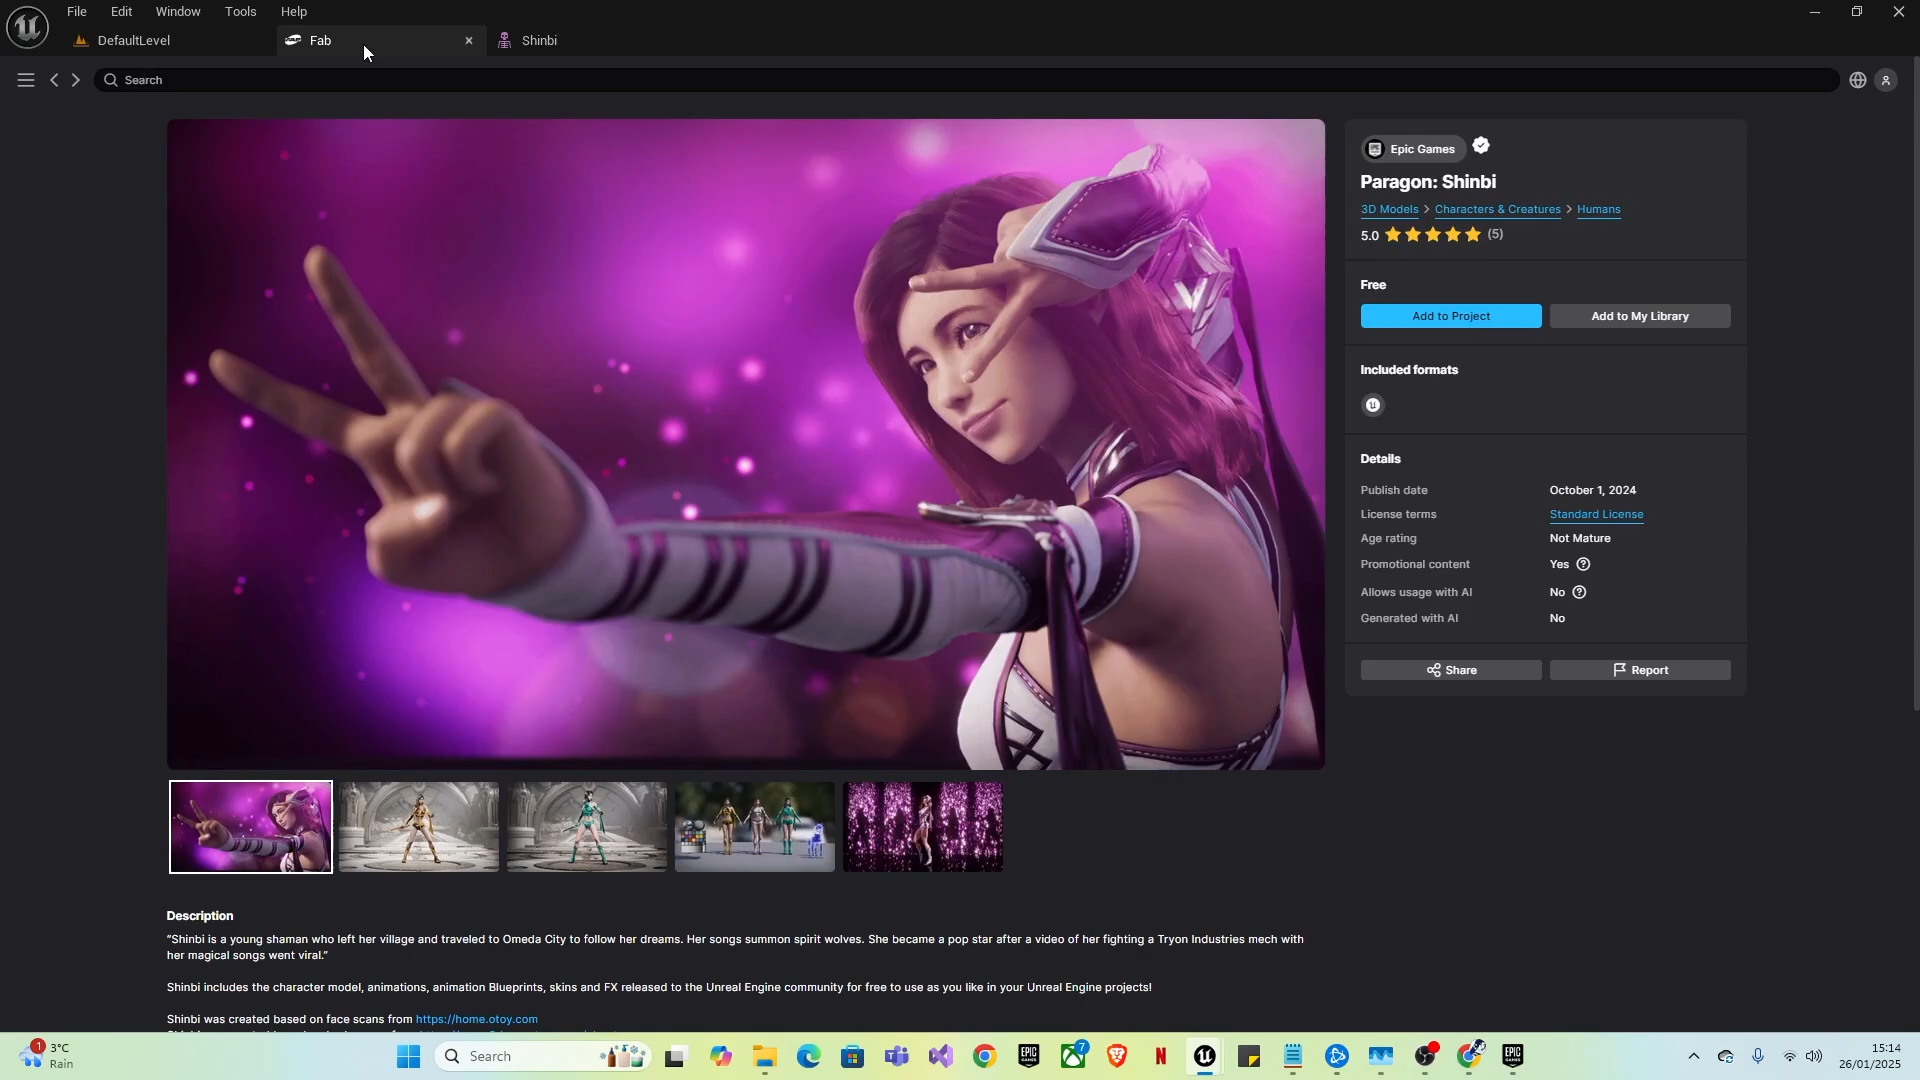 File Edit Window Tools Help
DefaultLevel
Fab
Shinbi
Search
Epic Games
Paragon: Shinbi
3D Models > Characters & Creatures > Humans
5.0 (5)
Free
Add to Project
Add to My Library
Included formats
Details
Publish date October 1, 2024
License terms Standard License
Age rating Not Mature
Promotional content Yes
Allows usage with AI No
Generated with AI No
Share
Report
Description
"Shinbi is a young shaman who left her village and traveled to Omeda City to follow her dreams. Her songs summon spirit wolves. She became a pop star after a video of her fighting a Tryon Industries mech with
her magical songs went viral."
Shinbi includes the character model, animations, animation Blueprints, skins and FX released to the Unreal Engine community for free to use as you like in your Unreal Engine projects!
Shinbi was created based on face scans from https://home.otoy.com
1
3°C
Rain
Search
EPIC GAMES
7
N
EPIC GAMES
15:14
26/01/2025